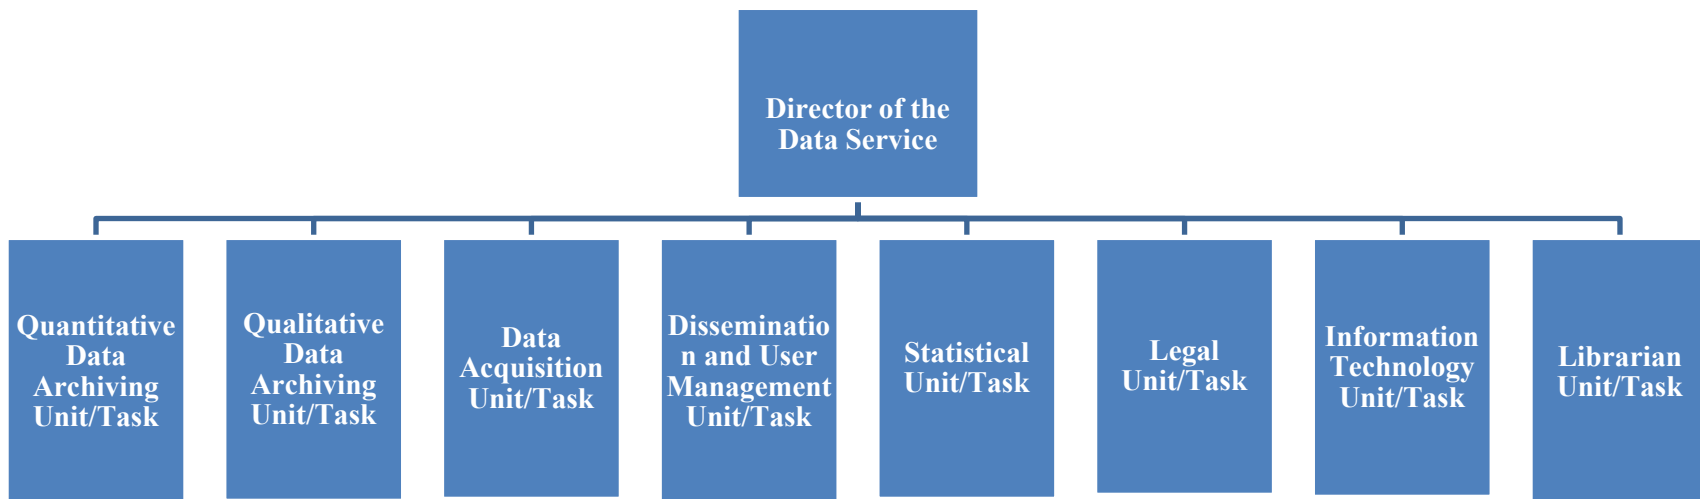 Director of the
Data Service
Quantitative
Data
Archiving
Unit/Task
Qualitative
Data
Archiving
Unit/Task
Data
Acquisition
Unit/Task
Disseminatio
n and User
Management
Unit/Task
Statistical
Unit/Task
Legal
Unit/Task
Information
Technology
Unit/Task
Librarian
Unit/Task